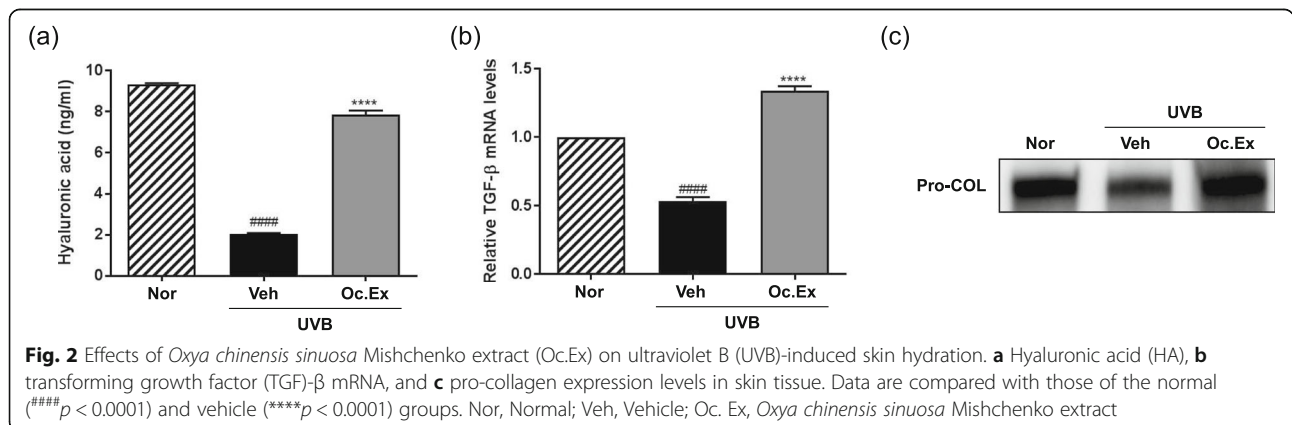 (a)
(b)
(c)
Hyaluronic acid (ng/ml)
10
8
6
4
2
0
####
****
Nor
Veh
Oc.Ex
UVB
Relative TGF-β mRNA levels
1.5
1.0
0.5
0.0
####
****
Nor
Veh
Oc.Ex
UVB
UVB
Nor
Veh
Oc.Ex
Pro-COL
Fig. 2 Effects of Oxya chinensis sinuosa Mishchenko extract (Oc.Ex) on ultraviolet B (UVB)-induced skin hydration. a Hyaluronic acid (HA), b
transforming growth factor (TGF)-β mRNA, and c pro-collagen expression levels in skin tissue. Data are compared with those of the normal
(####p < 0.0001) and vehicle (****p < 0.0001) groups. Nor, Normal; Veh, Vehicle; Oc. Ex, Oxya chinensis sinuosa Mishchenko extract